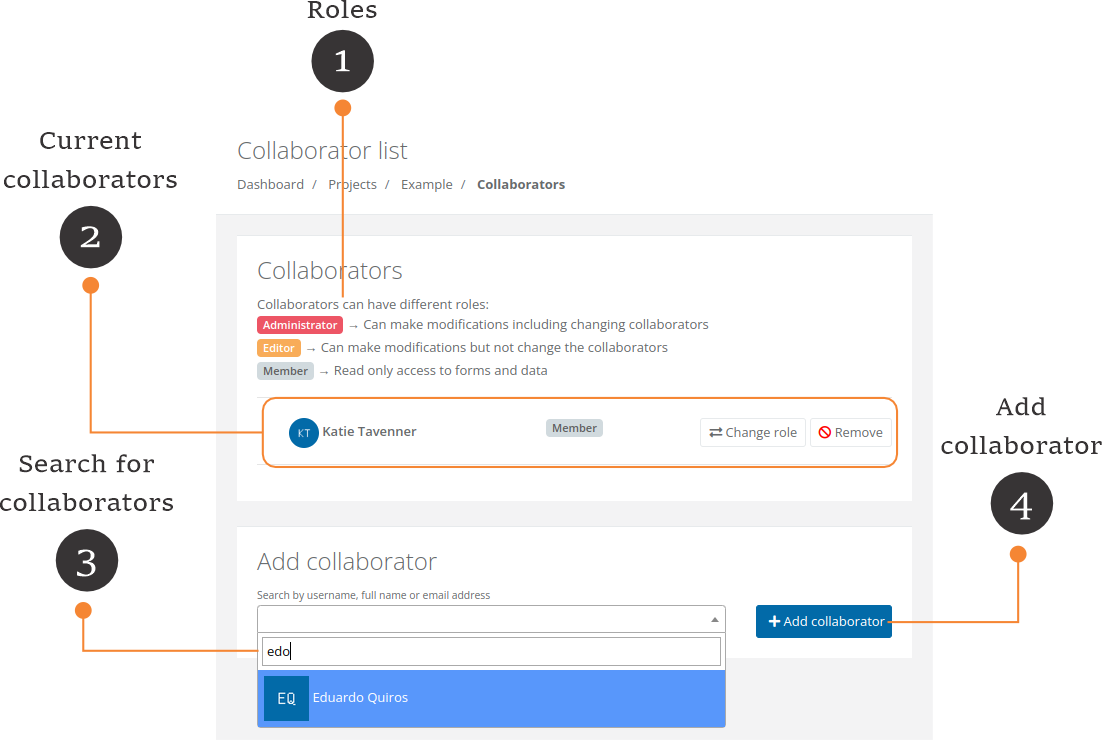 Roles
1
Current
collaborators
2
Collaborator list
Dashboard / Projects / Example / Collaborators
Collaborators
Collaborators can have different roles:
Administrator → Can make modifications including changing collaborators
Editor → Can make modifications but not change the collaborators
Member → Read only access to forms and data
KT Katie Tavenner Member Change role Remove
Search for
collaborators
3
Add
collaborator
4
Add collaborator
Search by username, full name or email address
+ Add collaborator
edo
EQ Eduardo Quiros